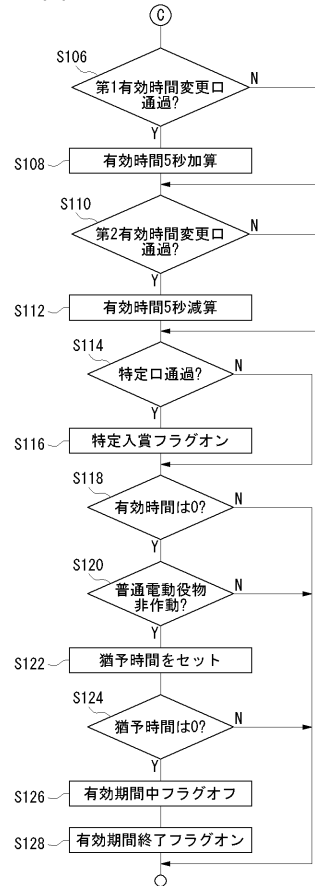 C
S106
第1有効時間変更口
通過?
N
Y
S108
有効時間5秒加算
S110
第2有効時間変更口
通過?
N
Y
S112
有効時間5秒減算
S114
特定口通過?
N
Y
S116
特定入賞フラグオン
S118
有効時間は0?
N
Y
S120
普通電動役物
非作動?
N
Y
S122
猶予時間をセット
S124
猶予時間は0?
N
Y
S126
有効期間中フラグオフ
S128
有効期間終了フラグオン